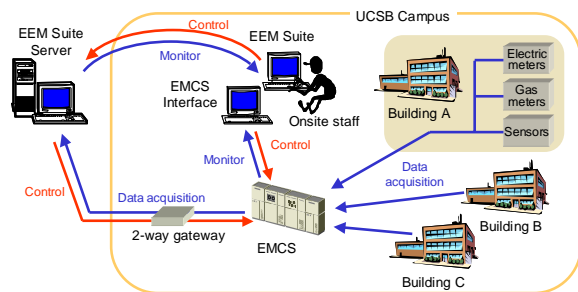 UCSB Campus
EEM Suite
Server
Control
Monitor
EEM Suite
EMCS
Interface
Onsite staff
Building A
Electric
meters
Gas
meters
Sensors
Control
Monitor
Data
acquisition
Control
Data acquisition
2-way gateway
EMCS
Building B
Building C